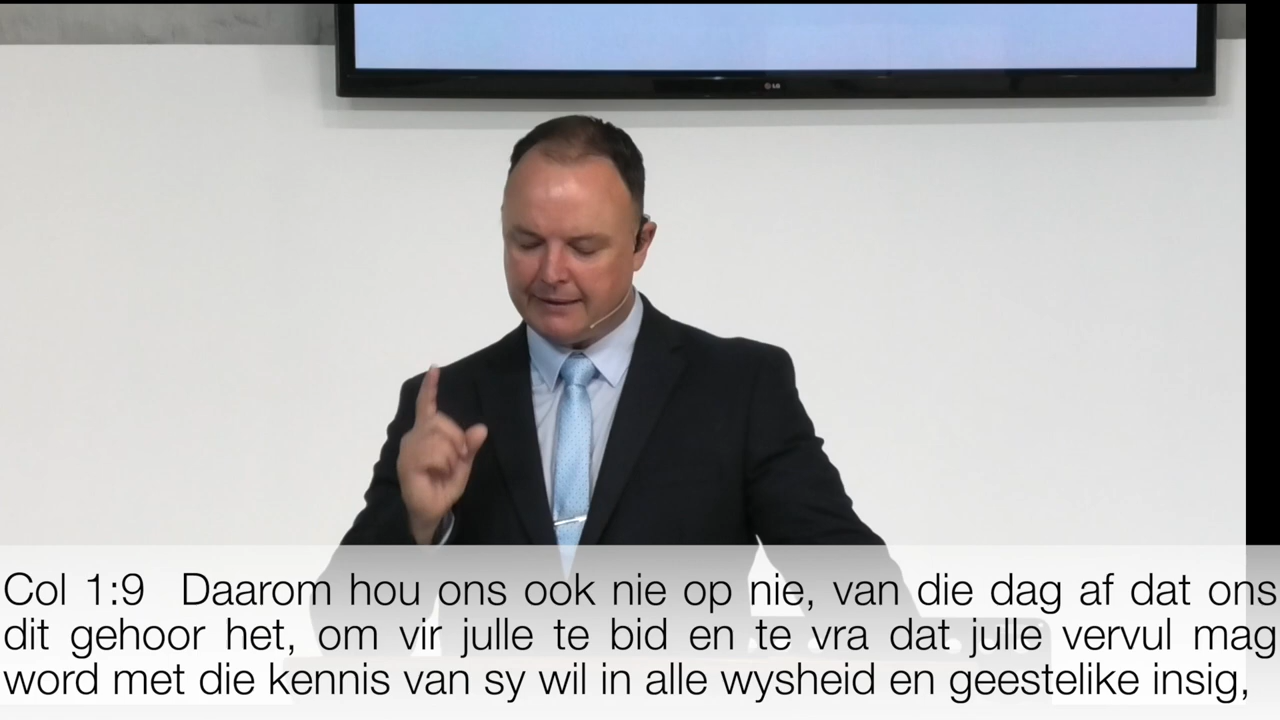 LG
Col 1:9 Daarom hou ons ook nie op nie, van die dag af dat ons
dit gehoor het, om vir julle te bid en te vra dat julle vervul mag
word met die kennis van sy wil in alle wysheid en geestelike insig,